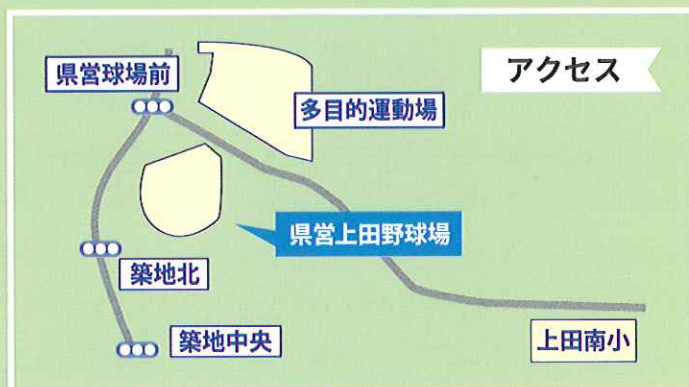 アクセス
県営球場前
多目的運動場
県営上田野球場
築地北
築地中央
上田南小